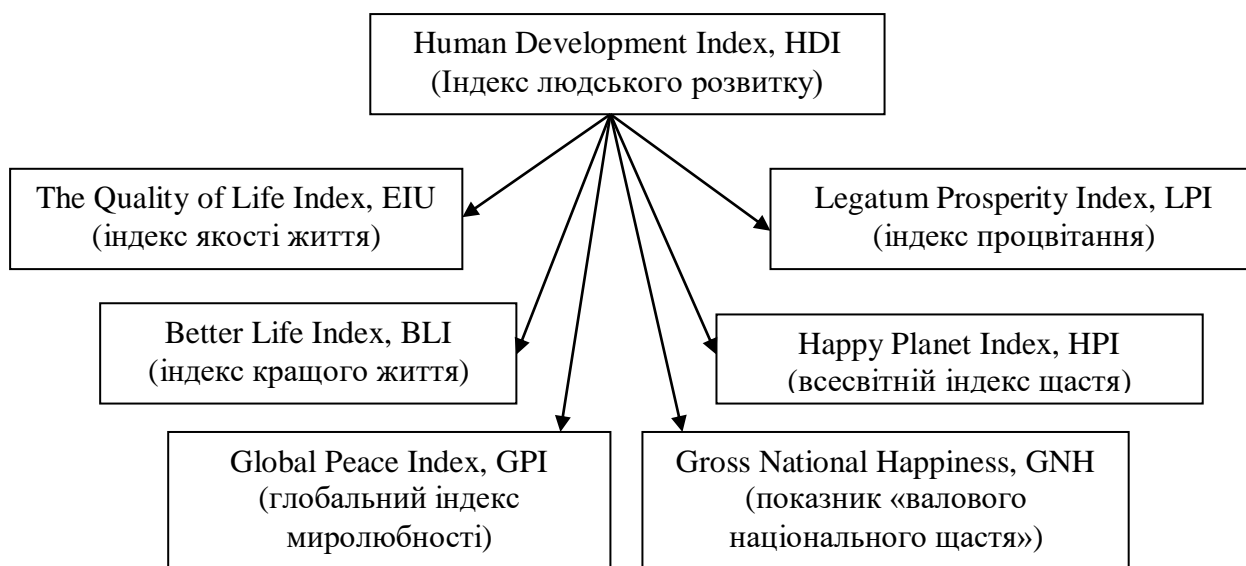 Human Development Index, HDI
(Індекс людського розвитку)
The Quality of Life Index, EIU
(індекс якості життя)
Legatum Prosperity Index, LPI
(індекс процвітання)
Better Life Index, BLI
(індекс кращого життя)
Happy Planet Index, HPI
(всесвітній індекс щастя)
Global Peace Index, GPI
(глобальний індекс
миролюбності)
Gross National Happiness, GNH
(показник «валового
національного щастя»)